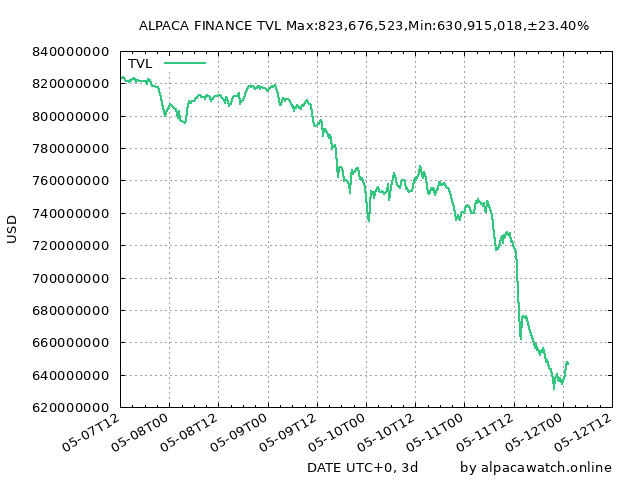 ALPACA FINANCE TVL Max:823,676,523,Min:630,915,018,±23.40%
840000000
TVL
820000000
800000000
780000000
760000000
740000000
USD
720000000
700000000
680000000
660000000
640000000
620000000
05-07T12 05-08T00 05-08T12 05-09T00 05-09T12 05-10T00 05-10T12 05-11T00 05-11T12 05-12T00 05-12T12
DATE UTC+0, 3d by alpacawatch.online